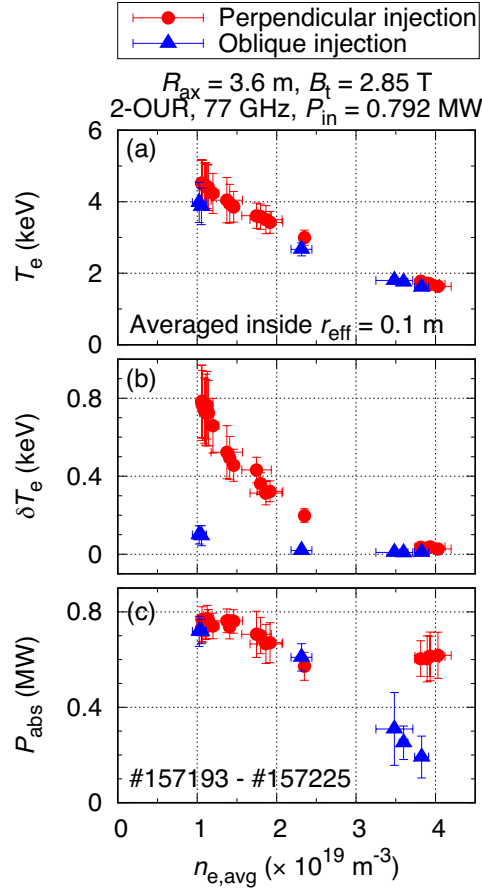 Perpendicular injection
Oblique injection
R_ax = 3.6 m, B_t = 2.85 T
2-OUR, 77 GHz, P_in = 0.792 MW
(a)
6
4
2
0
T_e (keV)
Averaged inside r_eff = 0.1 m
(b)
0.8
0.4
0
δT_e (keV)
(c)
0.8
0.4
0
P_abs (MW)
#157193 - #157225
0 1 2 3 4
n_e,avg (× 10^19 m^-3)